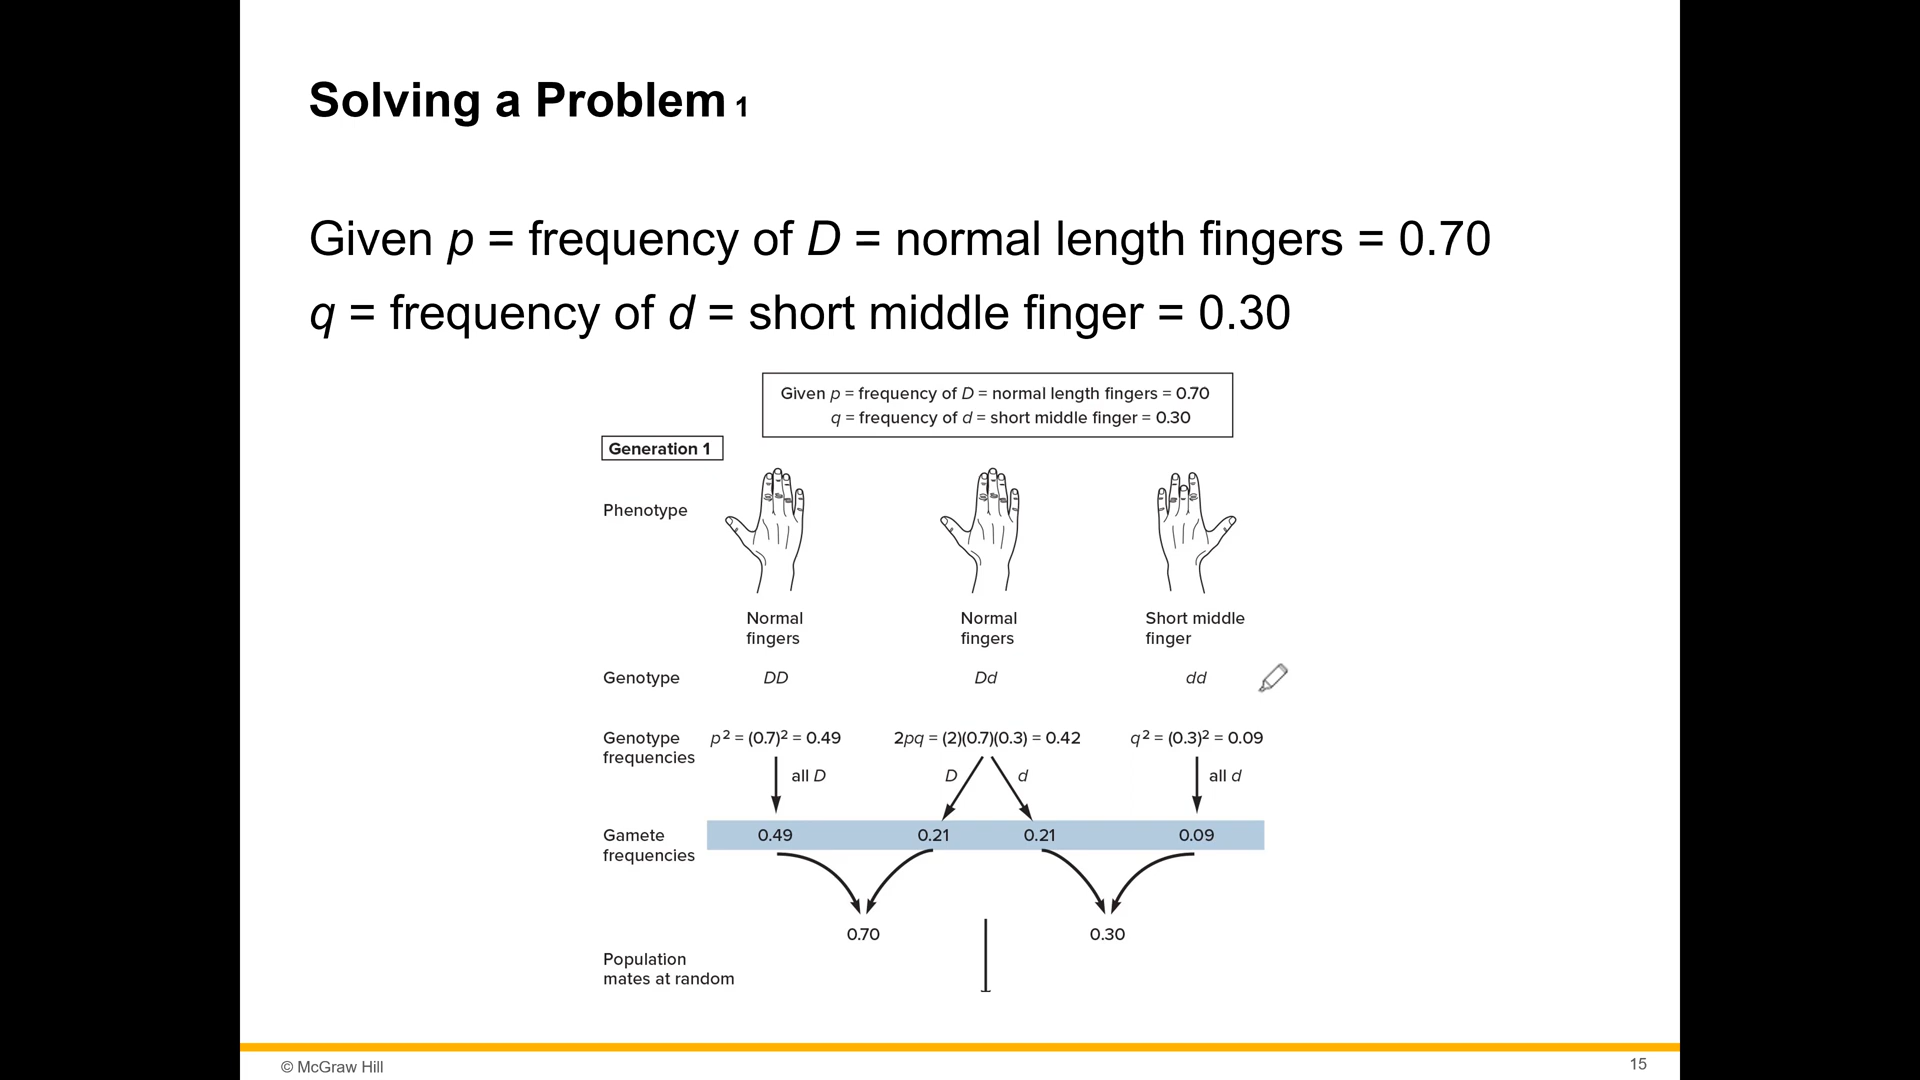 Solving a Problem 1
Given p = frequency of D = normal length fingers = 0.70
q = frequency of d = short middle finger = 0.30
Given p = frequency of D = normal length fingers = 0.70
q = frequency of d = short middle finger = 0.30
Generation 1
Phenotype
Normal fingers
Normal fingers
Short middle finger
Genotype DD Dd dd
Genotype frequencies p² = (0.7)² = 0.49 2pq = (2)(0.7)(0.3) = 0.42 q² = (0.3)² = 0.09
all D D d all d
Gamete frequencies 0.49 0.21 0.21 0.09
0.70 0.30
Population
mates at random
© McGraw Hill 15